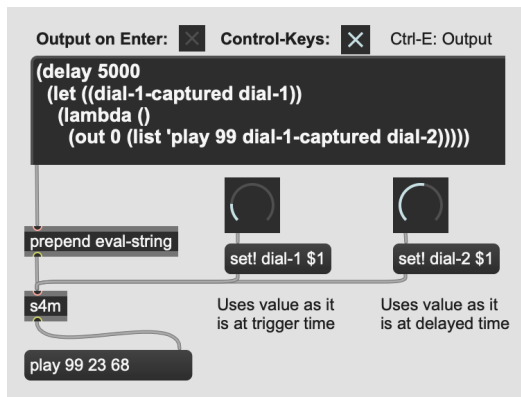 Output on Enter: Control-Keys: Ctrl-E: Output
(delay 5000
(let ((dial-1-captured dial-1))
(lambda ()
(out 0 (list 'play 99 dial-1-captured dial-2)))))
prepend eval-string
set! dial-1 $1
set! dial-2 $1
s4m
Uses value as it
is at trigger time
Uses value as it
is at delayed time
play 99 23 68